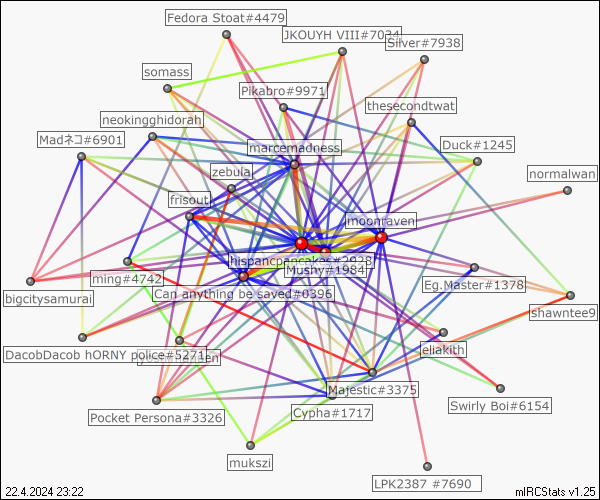 Fedora Stoat#4479
JKOUYH VIII#7034
Silver#7938
somass
Pikabro#9971
thesecondtwat
neokingghidorah
Madネコ#6901
marcemadness
Duck#1245
zebula
normalwan
frisout
moonraven
hispancpancakes#2928
Mushy#1984
ming#4742
Eg.Master#1378
bigcitysamurai
Can anything be saved#0396
shawntee9
eliakith
DacobDacob hORNY police#5271
Majestic#3375
Swirly Boi#6154
Pocket Persona#3326
Cypha#1717
mukszi
LPK2387 #7690
22.4.2024 23:22
mIRCStats v1.25